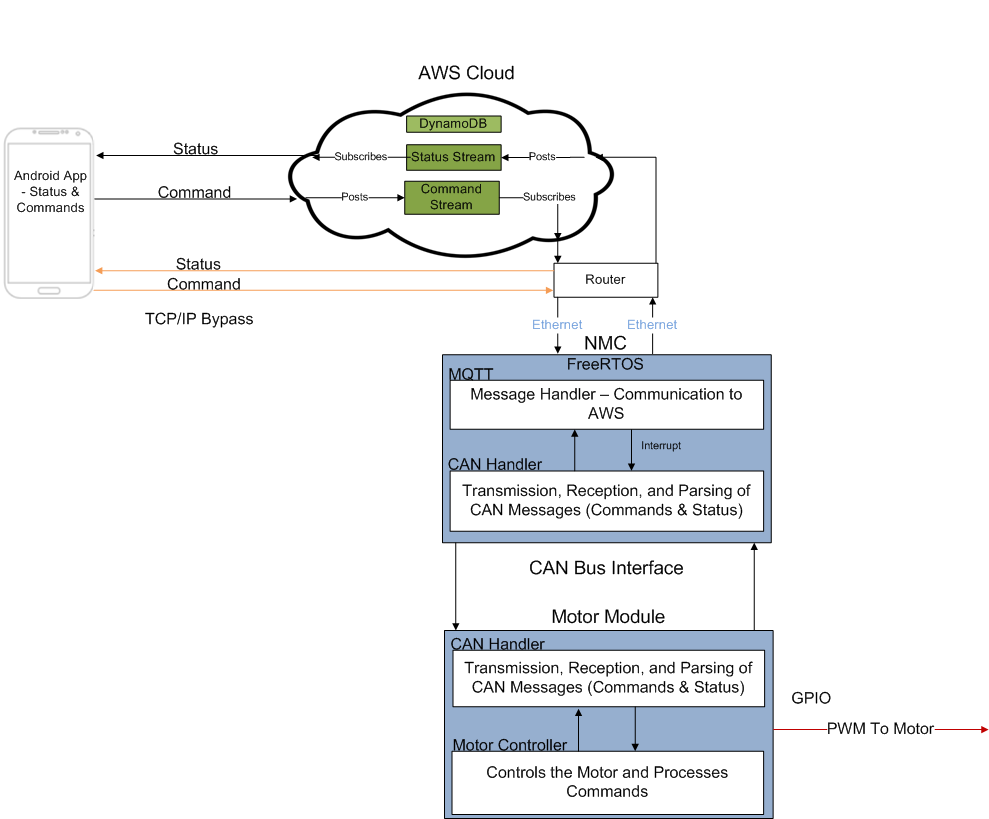 AWS Cloud
DynamoDB
Status
Subscribes
Status Stream
Posts
Android App
- Status &
Commands
Command
Posts
Command
Stream
Subscribes
Status
Command
Router
TCP/IP Bypass
Ethernet
Ethernet
NMC
FreeRTOS
MQTT
Message Handler – Communication to
AWS
Interrupt
CAN Handler
Transmission, Reception, and Parsing of
CAN Messages (Commands & Status)
CAN Bus Interface
Motor Module
CAN Handler
Transmission, Reception, and Parsing of
CAN Messages (Commands & Status)
GPIO
PWM To Motor
Motor Controller
Controls the Motor and Processes
Commands